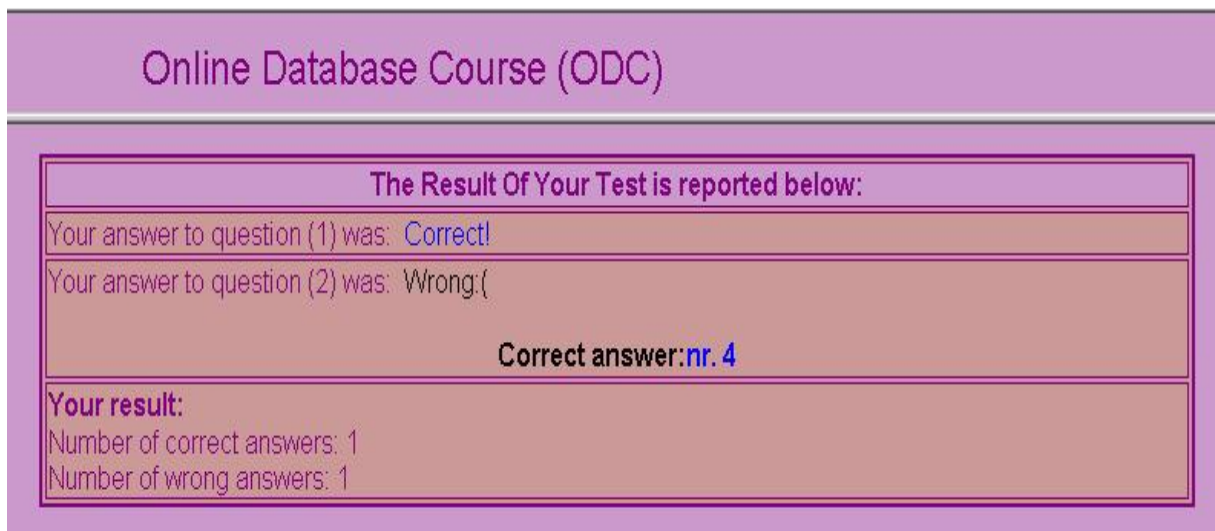 Online Database Course (ODC)
The Result Of Your Test is reported below:
Your answer to question (1) was: Correct!
Your answer to question (2) was: Wrong:(
Correct answer:nr. 4
Your result:
Number of correct answers: 1
Number of wrong answers: 1